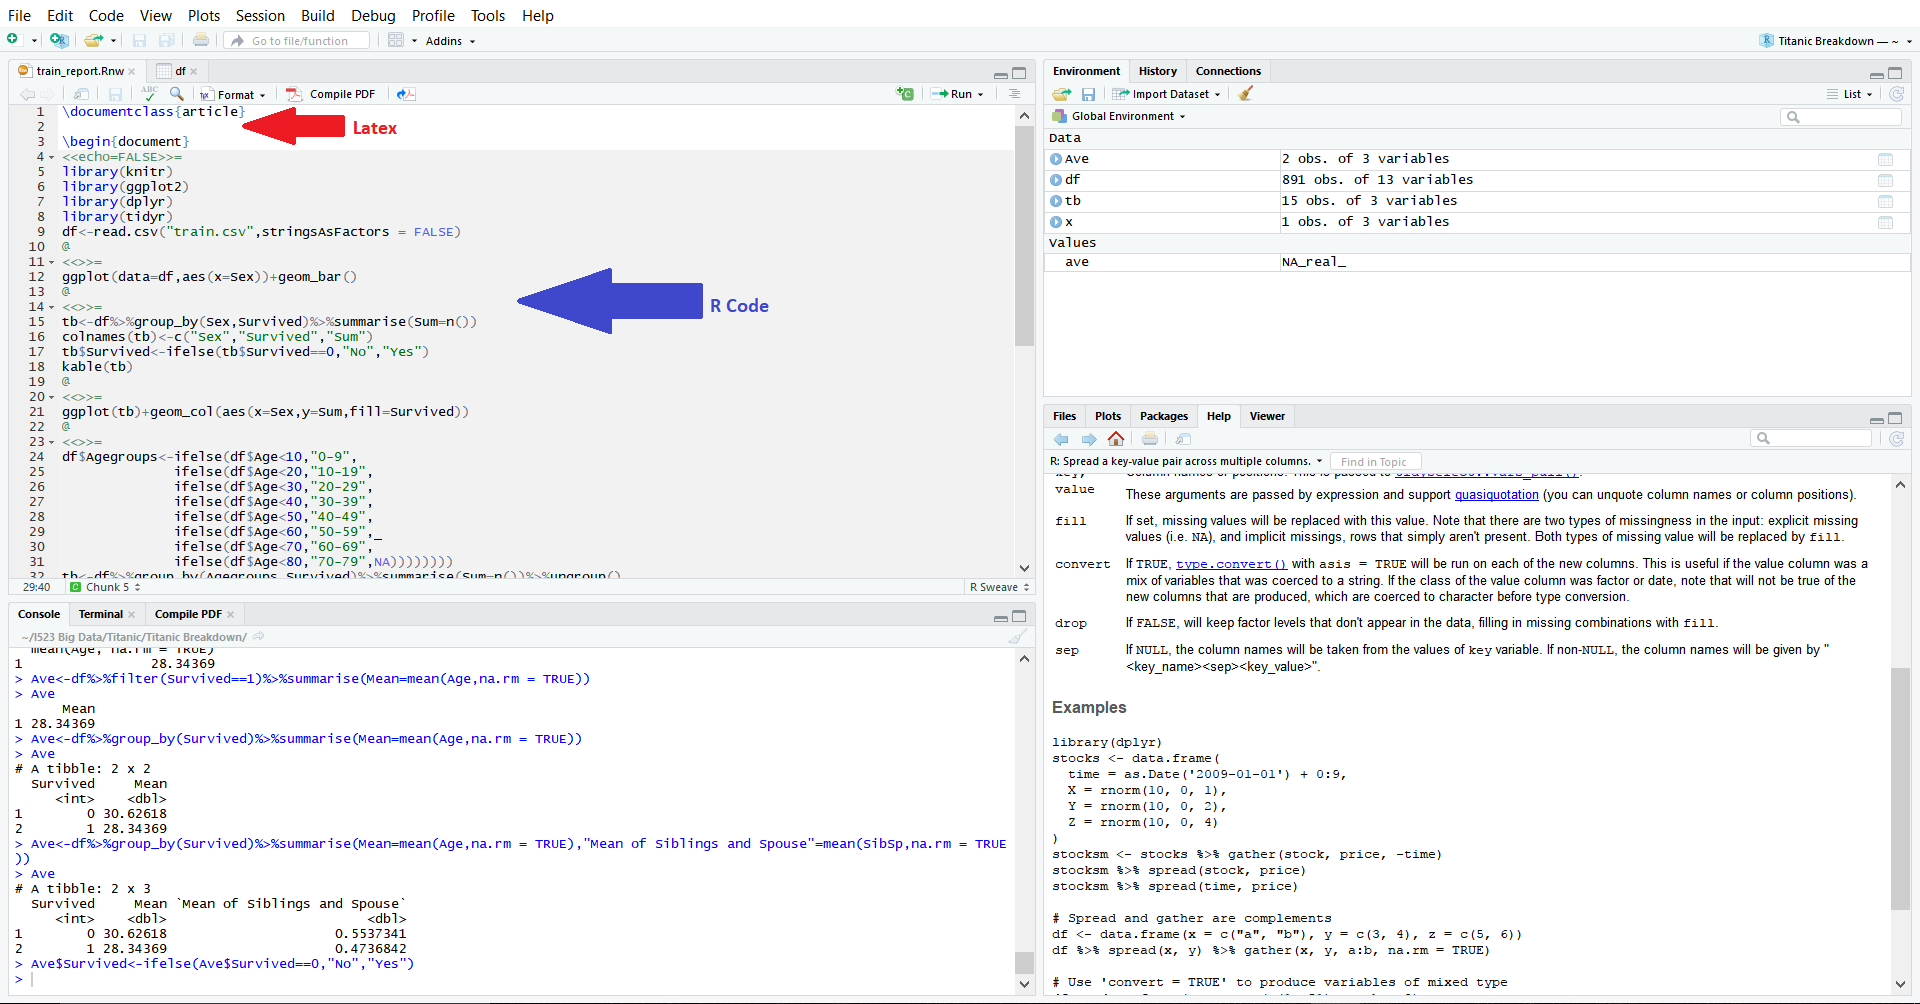 File Edit Code View Plots Session Build Debug Profile Tools Help
Go to file/function Addins Titanic Breakdown — ~
train_report.Rnw df
ABC Format Compile PDF Run
1 \documentclass{article}
Latex
2
3 \begin{document}
4 <<echo=FALSE>>=
5 library(knitr)
6 library(ggplot2)
7 library(dplyr)
8 library(tidyr)
9 df<-read.csv("train.csv",stringsAsFactors = FALSE)
10 @
11 <<>>=
12 ggplot(data=df,aes(x=Sex))+geom_bar()
13 @
R Code
14 <<>>=
15 tb<-df%>%group_by(Sex,Survived)%>%summarise(Sum=n())
16 colnames(tb)<-c("Sex","Survived","Sum")
17 tb$Survived<-ifelse(tb$Survived==0,"No","Yes")
18 kable(tb)
19 @
20 <<>>=
21 ggplot(tb)+geom_col(aes(x=Sex,y=Sum,fill=Survived))
22 @
23 <<>>=
24 df$Agegroups<-ifelse(df$Age<10,"0-9",
25 ifelse(df$Age<20,"10-19",
26 ifelse(df$Age<30,"20-29",
27 ifelse(df$Age<40,"30-39",
28 ifelse(df$Age<50,"40-49",
29 ifelse(df$Age<60,"50-59",_
30 ifelse(df$Age<70,"60-69",
31 ifelse(df$Age<80,"70-79",NA))))))))
32 tb<-df%>%group_by(Agegroups,Survived)%>%summarise(Sum=n())%>%ungroup()
29:40 C Chunk 5 R Sweave
Console Terminal Compile PDF
~/I523 Big Data/Titanic/Titanic Breakdown/
mean(Age, na.rm = TRUE)
1 28.34369
> Ave<-df%>%filter(Survived==1)%>%summarise(Mean=mean(Age,na.rm = TRUE))
> Ave
Mean
1 28.34369
> Ave<-df%>%group_by(Survived)%>%summarise(Mean=mean(Age,na.rm = TRUE))
> Ave
# A tibble: 2 x 2
Survived Mean
<int> <dbl>
1 0 30.62618
2 1 28.34369
> Ave<-df%>%group_by(Survived)%>%summarise(Mean=mean(Age,na.rm = TRUE),"Mean of Siblings and Spouse"=mean(SibSp,na.rm = TRUE
))
> Ave
# A tibble: 2 x 3
Survived Mean `Mean of Siblings and Spouse`
<int> <dbl> <dbl>
1 0 30.62618 0.5537341
2 1 28.34369 0.4736842
> Ave$Survived<-ifelse(Ave$Survived==0,"No","Yes")
>
Environment History Connections
Import Dataset List
Global Environment
Data
Ave 2 obs. of 3 variables
df 891 obs. of 13 variables
tb 15 obs. of 3 variables
x 1 obs. of 3 variables
Values
ave NA_real_
Files Plots Packages Help Viewer
R: Spread a key-value pair across multiple columns. Find in Topic
value These arguments are passed by expression and support quasiquotation (you can unquote column names or column positions).
fill If set, missing values will be replaced with this value. Note that there are two types of missingness in the input: explicit missing
values (i.e. NA), and implicit missings, rows that simply aren't present. Both types of missing value will be replaced by fill.
convert If TRUE, type.convert() with asis = TRUE will be run on each of the new columns. This is useful if the value column was a
mix of variables that was coerced to a string. If the class of the value column was factor or date, note that will not be true of the
new columns that are produced, which are coerced to character before type conversion.
drop If FALSE, will keep factor levels that don't appear in the data, filling in missing combinations with fill.
sep If NULL, the column names will be taken from the values of key variable. If non-NULL, the column names will be given by "
<key_name><sep><key_value>".
Examples
library(dplyr)
stocks <- data.frame(
time = as.Date('2009-01-01') + 0:9,
X = rnorm(10, 0, 1),
Y = rnorm(10, 0, 2),
Z = rnorm(10, 0, 4)
)
stocksm <- stocks %>% gather(stock, price, -time)
stocksm %>% spread(stock, price)
stocksm %>% spread(time, price)
# Spread and gather are complements
df <- data.frame(x = c("a", "b"), y = c(3, 4), z = c(5, 6))
df %>% spread(x, y) %>% gather(x, y, a:b, na.rm = TRUE)
# Use 'convert = TRUE' to produce variables of mixed type